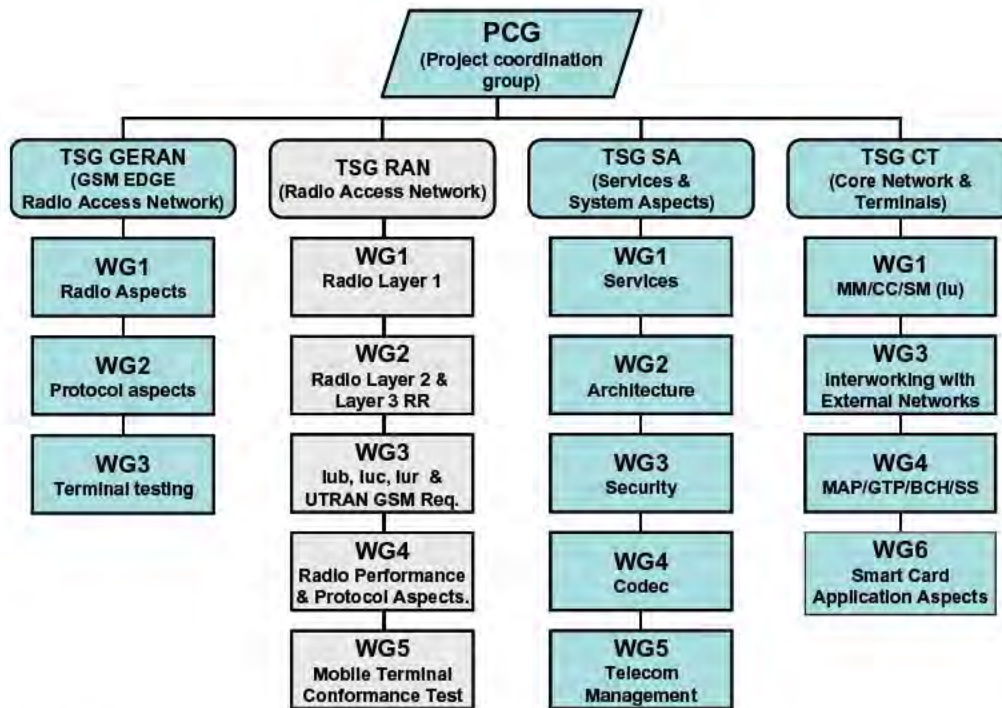 PCG
(Project coordination
group)
TSG GERAN
(GSM EDGE
Radio Access Network)
WG1
Radio Aspects
WG2
Protocol aspects
WG3
Terminal testing
TSG RAN
(Radio Access Network)
WG1
Radio Layer 1
WG2
Radio Layer 2 &
Layer 3 RR
WG3
Iub, Iuc, Iur &
UTRAN GSM Req.
WG4
Radio Performance
& Protocol Aspects.
WG5
Mobile Terminal
Conformance Test
TSG SA
(Services &
System Aspects)
WG1
Services
WG2
Architecture
WG3
Security
WG4
Codec
WG5
Telecom
Management
TSG CT
(Core Network &
Terminals)
WG1
MM/CC/SM (Iu)
WG3
Interworking with
External Networks
WG4
MAP/GTP/BCH/SS
WG6
Smart Card
Application Aspects